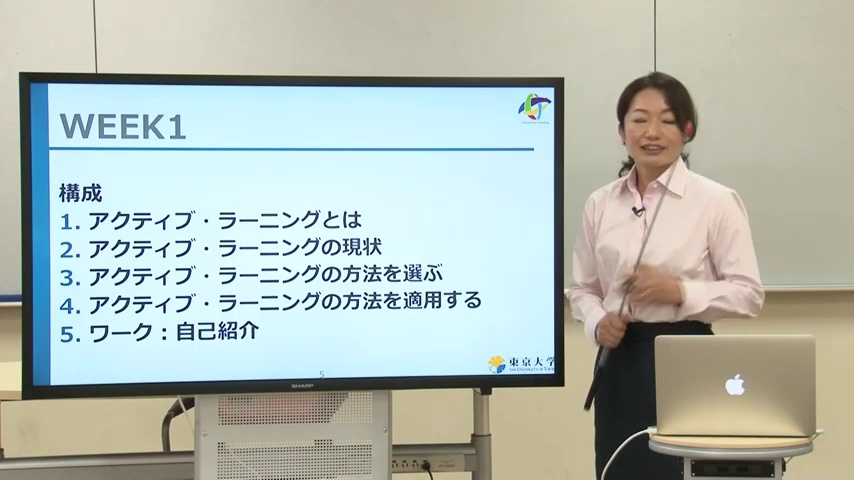 WEEK1
構成
1. アクティブ・ラーニングとは
2. アクティブ・ラーニングの現状
3. アクティブ・ラーニングの方法を選ぶ
4. アクティブ・ラーニングの方法を適用する
5. ワーク：自己紹介
5
東京大学
SHARP